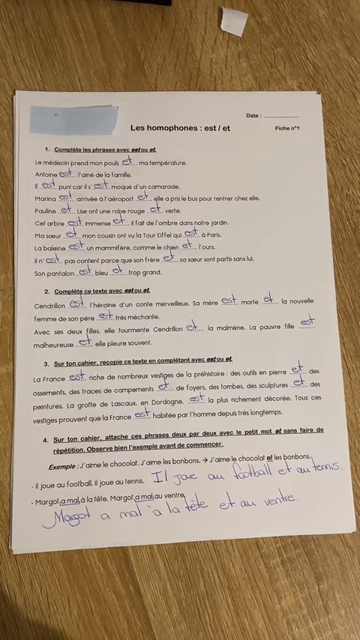 Date : ..................
Les homophones : est / et
Fiche n°1
1. Complète les phrases avec est ou et.
Le médecin prend mon pouls et ma température.
Antoine est l'aîné de la famille.
Il est puni car il s'est moqué d'un camarade.
Marina est arrivée à l'aéroport et elle a pris le bus pour rentrer chez elle.
Pauline et Lise ont une robe rouge et verte.
Cet arbre est immense et il fait de l'ombre dans notre jardin.
Ma sœur et mon cousin ont vu la Tour Eiffel qui est à Paris.
La baleine est un mammifère, comme le chien et l'ours.
Il n'est pas content parce que son frère et sa sœur sont partis sans lui.
Son pantalon est bleu et trop grand.
2. Complète ce texte avec est ou et.
Cendrillon est l'héroïne d'un conte merveilleux. Sa mère est morte et la nouvelle
femme de son père est très méchante.
Avec ses deux filles, elle tourmente Cendrillon et la malmène. La pauvre fille est
malheureuse et elle pleure souvent.
3. Sur ton cahier, recopie ce texte en complétant avec est ou et.
La France est riche de nombreux vestiges de la préhistoire : des outils en pierre et des
ossements, des traces de campements et de foyers, des tombes, des sculptures et des
peintures. La grotte de Lascaux, en Dordogne, est la plus richement décorée. Tous ces
vestiges prouvent que la France est habitée par l'homme depuis très longtemps.
4. Sur ton cahier, attache ces phrases deux par deux avec le petit mot et sans faire de
répétition. Observe bien l'exemple avant de commencer.
Exemple : J'aime le chocolat. J'aime les bonbons. → J'aime le chocolat et les bonbons.
- Il joue au football. Il joue au tennis. Il joue au football et au tennis.
- Margot a mal à la tête. Margot a mal au ventre.
Margot a mal à la tête et au ventre.